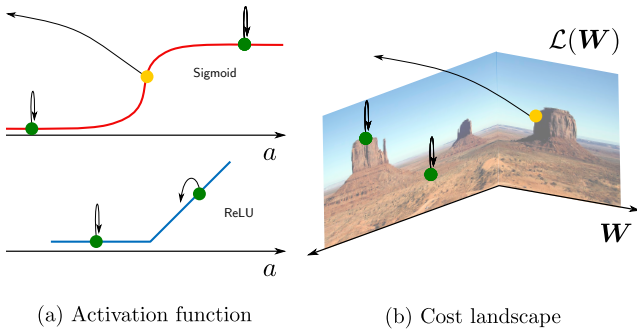 Sigmoid
a
ReLU
a
(a) Activation function
𝓛(𝑾)
𝑾
(b) Cost landscape